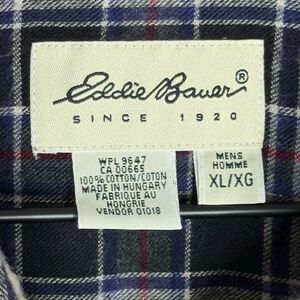 Eddie Bauer®
SINCE 1920
WPL 9647
CA 00665
100% COTTON/COTON
MADE IN HUNGARY
FABRIQUE AU
HONGRIE
VENDOR 01018
MENS
HOMME
XL/XG